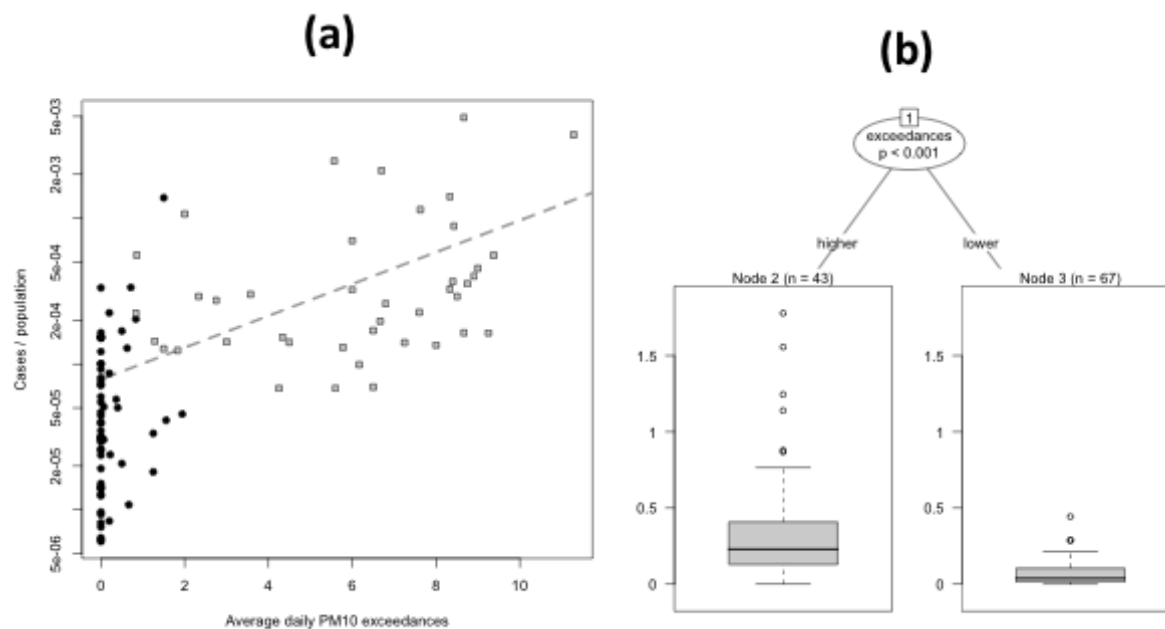 (a)
(b)
Cases / population
5e-03
2e-03
5e-04
2e-04
5e-05
2e-05
5e-06
0
2
4
6
8
10
Average daily PM10 exceedances
1
exceedances
p < 0.001
higher
lower
Node 2 (n = 43)
Node 3 (n = 67)
1.5
1
0.5
0
1.5
1
0.5
0